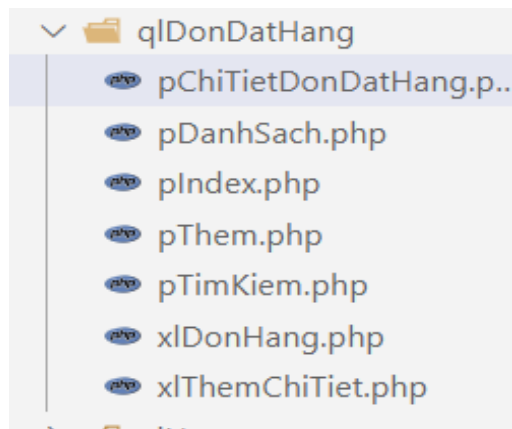 qlDonDatHang
pChiTietDonDatHang.p..
pDanhSach.php
pIndex.php
pThem.php
pTimKiem.php
xlDonHang.php
xlThemChiTiet.php